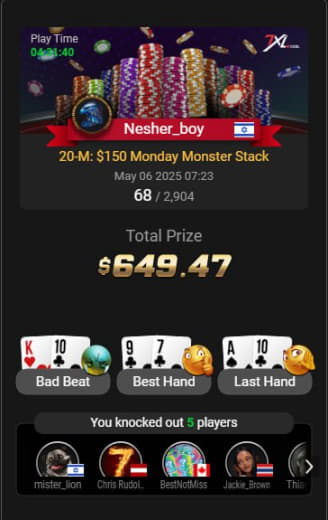 Play Time
04:51:40
7XL
Nesher_boy
20-M: $150 Monday Monster Stack
May 06 2025 07:23
68 / 2,904
Total Prize
$649.47
K 10
9 7
A 10
Bad Beat
Best Hand
Last Hand
You knocked out 5 players
7
mister_lion
Chris Rudol..
BestNotMiss
Jackie_Brown
Thia